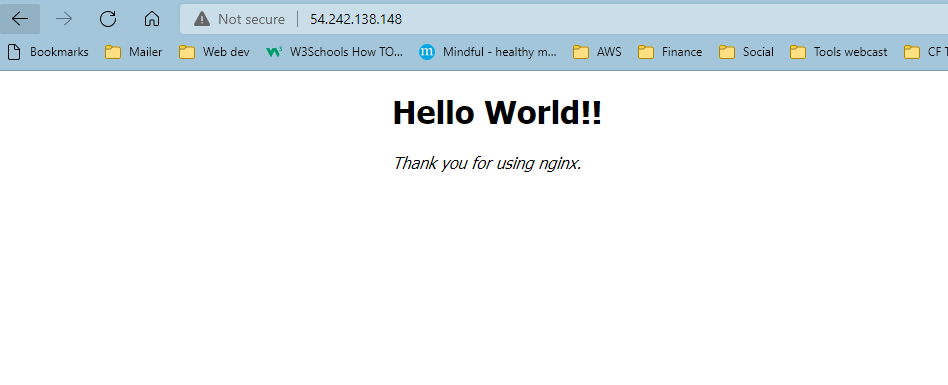 Not secure 54.242.138.148
Bookmarks Mailer Web dev W3Schools How TO... m Mindful - healthy m... AWS Finance Social Tools webcast CF T
Hello World!!
Thank you for using nginx.